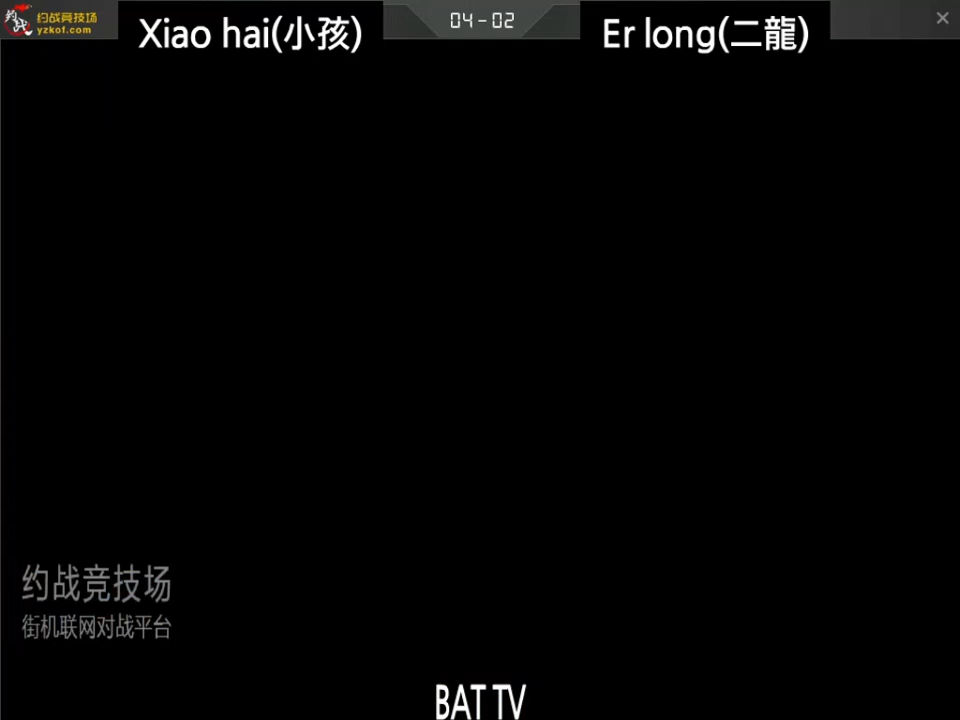 约战竞技场
yzkof.com
Xiao hai(小孩)
04-02
Er long(二龍)
约战竞技场
街机联网对战平台
BAT TV